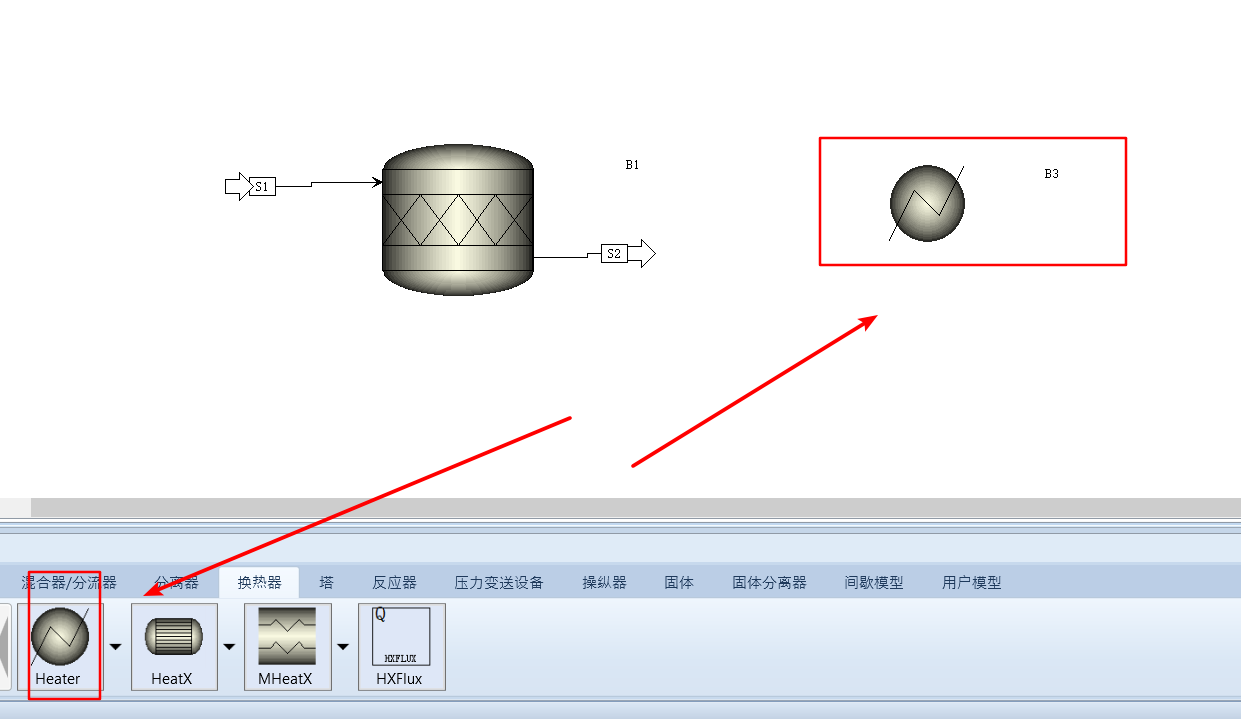 B1
B3
S1
S2
混合器/分流器 分离器 换热器 塔 反应器 压力变送设备 操纵器 固体 固体分离器 间歇模型 用户模型
Q
HXFLUX
Heater HeatX MHeatX HXFlux